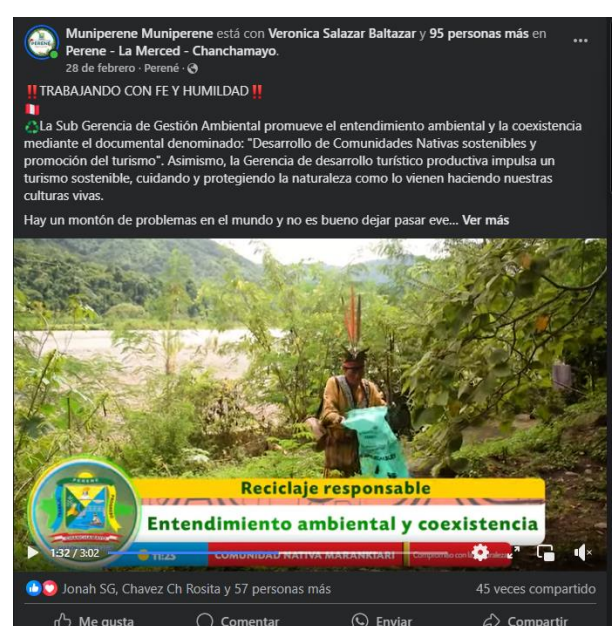 Muniperene Muniperene está con Veronica Salazar Baltazar y 95 personas más en
Perene - La Merced - Chanchamayo.
28 de febrero · Perené ·
‼️TRABAJANDO CON FE Y HUMILDAD‼️
🇵🇪
♻️La Sub Gerencia de Gestión Ambiental promueve el entendimiento ambiental y la coexistencia
mediante el documental denominado: "Desarrollo de Comunidades Nativas sostenibles y
promoción del turismo". Asimismo, la Gerencia de desarrollo turístico productiva impulsa un
turismo sostenible, cuidando y protegiendo la naturaleza como lo vienen haciendo nuestras
culturas vivas.
Hay un montón de problemas en el mundo y no es bueno dejar pasar eve... Ver más
PERENÉ
CHANCHAMAYO
Reciclaje responsable
Entendimiento ambiental y coexistencia
1:32 / 3:02
11:25 COMUNIDAD NATIVA MARANKIARI
Jonah SG, Chavez Ch Rosita y 57 personas más
45 veces compartido
Me gusta Comentar Enviar Compartir